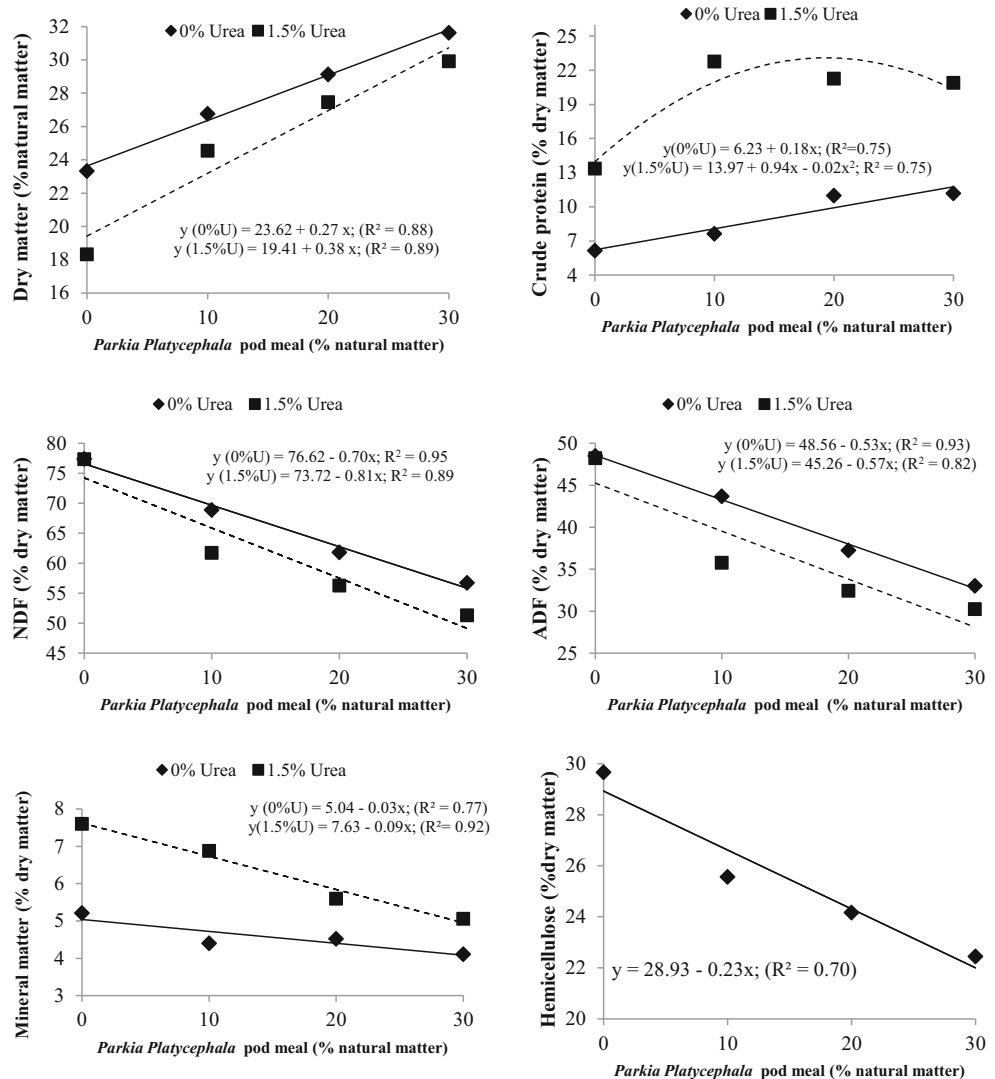 ◆0% Urea ■1.5% Urea
Dry matter (%natural matter)
32
30
28
26
24
22
20
18
16
y (0%U) = 23.62 + 0.27 x; (R² = 0.88)
y (1.5%U) = 19.41 + 0.38 x; (R² = 0.89)
0 10 20 30
Parkia Platycephala pod meal (% natural matter)
◆0% Urea ■1.5% Urea
Crude protein (% dry matter)
25
22
19
16
13
10
7
4
y(0%U) = 6.23 + 0.18x; (R²=0.75)
y(1.5%U) = 13.97 + 0.94x - 0.02x²; R² = 0.75)
0 10 20 30
Parkia Platycephala pod meal (% natural matter)
◆0% Urea ■1.5% Urea
NDF (% dry matter)
80
75
70
65
60
55
50
45
y (0%U) = 76.62 - 0.70x; R² = 0.95
y (1.5%U) = 73.72 - 0.81x; R² = 0.89
0 10 20 30
Parkia Platycephala pod meal (% natural matter)
◆0% Urea ■1.5% Urea
ADF (% dry matter)
50
45
40
35
30
25
y (0%U) = 48.56 - 0.53x; (R² = 0.93)
y (1.5%U) = 45.26 - 0.57x; (R² = 0.82)
0 10 20 30
Parkia Platycephala pod meal (% natural matter)
◆0% Urea ■1.5% Urea
Mineral matter (% dry matter)
8
7
6
5
4
3
y (0%U) = 5.04 - 0.03x; (R² = 0.77)
y(1.5%U) = 7.63 - 0.09x; (R²= 0.92)
0 10 20 30
Parkia Platycephala pod meal (% natural matter)
Hemicellulose (%dry matter)
30
28
26
24
22
20
y = 28.93 - 0.23x; (R² = 0.70)
0 10 20 30
Parkia Platycephala pod meal (% natural matter)